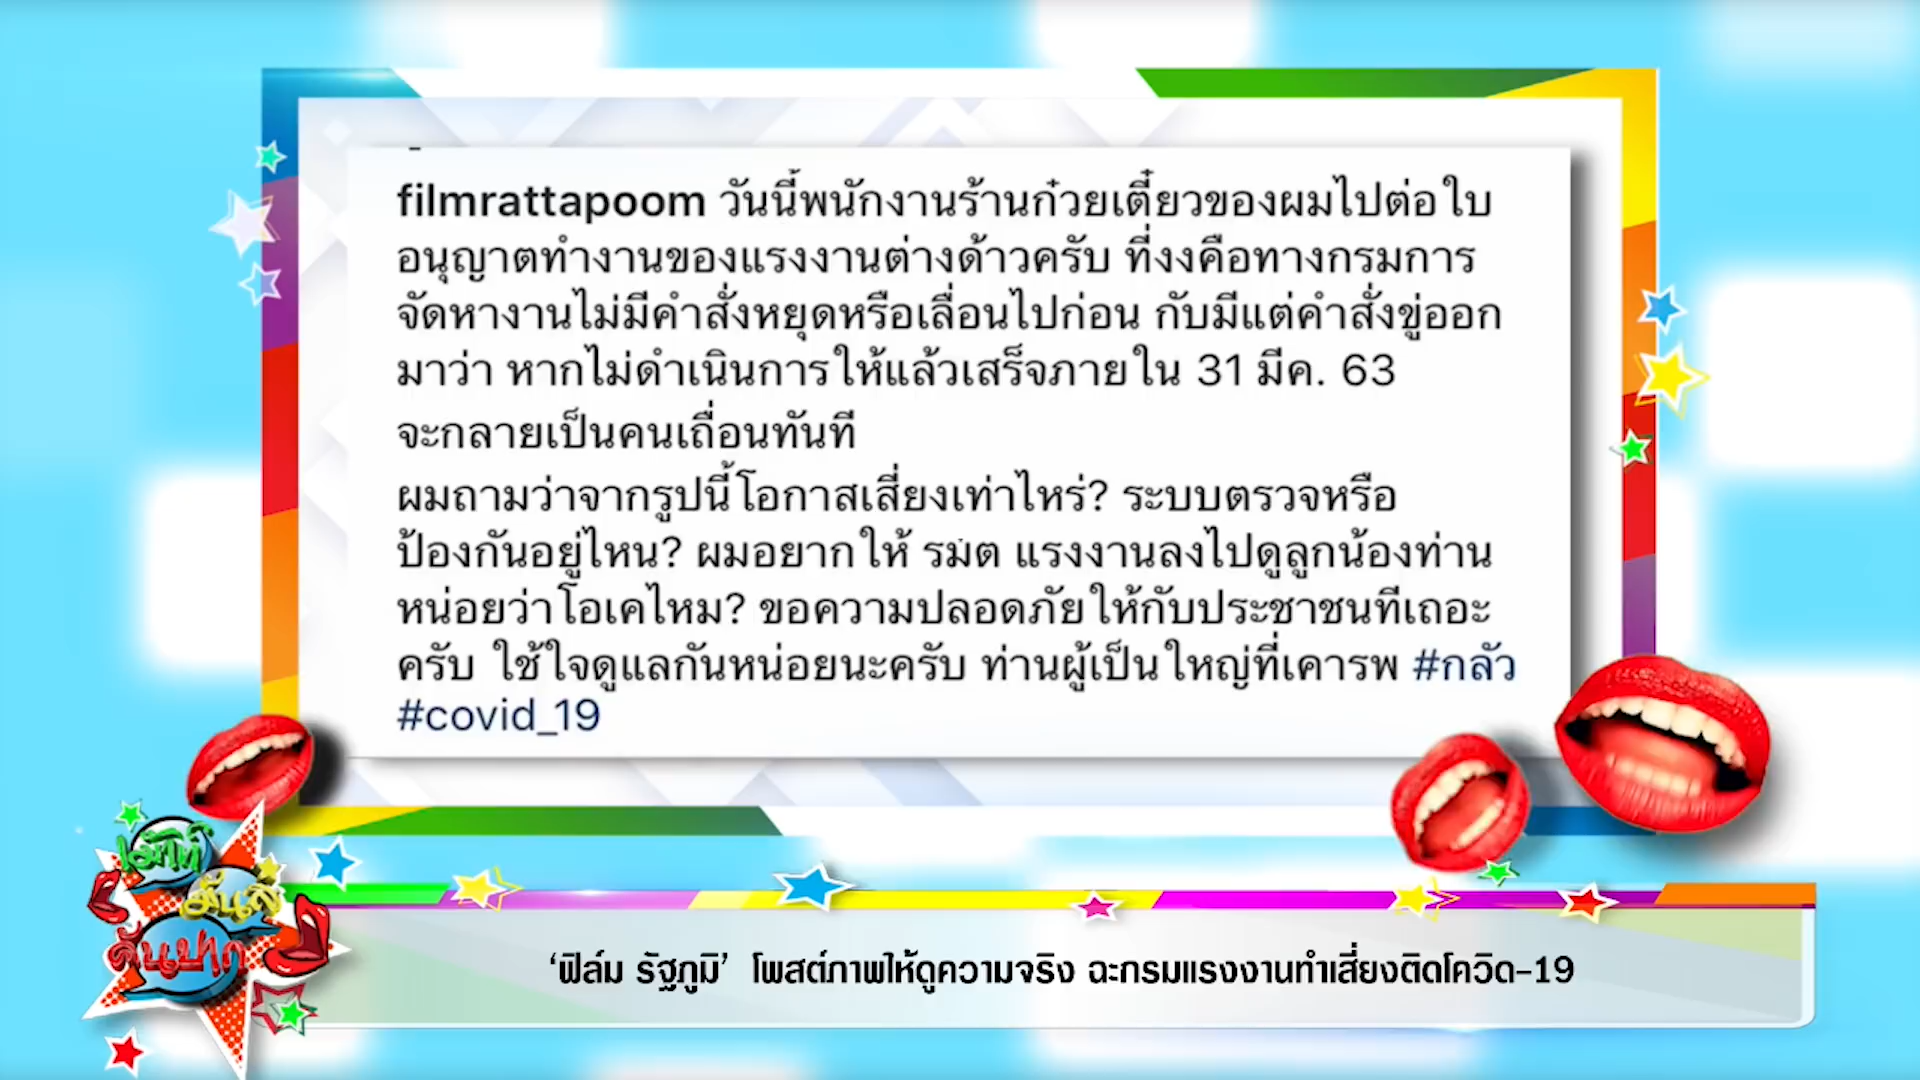 filmrattapoom วันนี้พนักงานร้านก๋วยเตี๋ยวของผมไปต่อใบ
อนุญาตทำงานของแรงงานต่างด้าวครับ ที่งงคือทางกรมการ
จัดหางานไม่มีคำสั่งหยุดหรือเลื่อนไปก่อน กับมีแต่คำสั่งขู่ออก
มาว่า หากไม่ดำเนินการให้แล้วเสร็จภายใน 31 มีค. 63
จะกลายเป็นคนเถื่อนทันที
ผมถามว่าจากรูปนี้โอกาสเสี่ยงเท่าไหร่? ระบบตรวจหรือ
ป้องกันอยู่ไหน? ผมอยากให้ รมต แรงงานลงไปดูลูกน้องท่าน
หน่อยว่าโอเคไหม? ขอความปลอดภัยให้กับประชาชนทีเถอะ
ครับ ใช้ใจดูแลกันหน่อยนะครับ ท่านผู้เป็นใหญ่ที่เคารพ #กลัว
#covid_19
เม้าท์
มันส์
คันปาก
‘ฟิล์ม รัฐภูมิ’ โพสต์ภาพให้ดูความจริง ฉะกรมแรงงานทำเสี่ยงติดโควิด-19